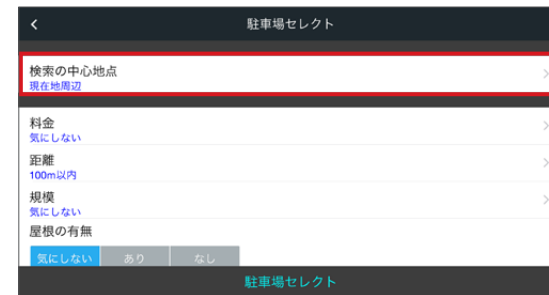 駐車場セレクト
検索の中心地点
現在地周辺
料金
気にしない
距離
100m以内
規模
気にしない
屋根の有無
気にしない あり なし
駐車場セレクト